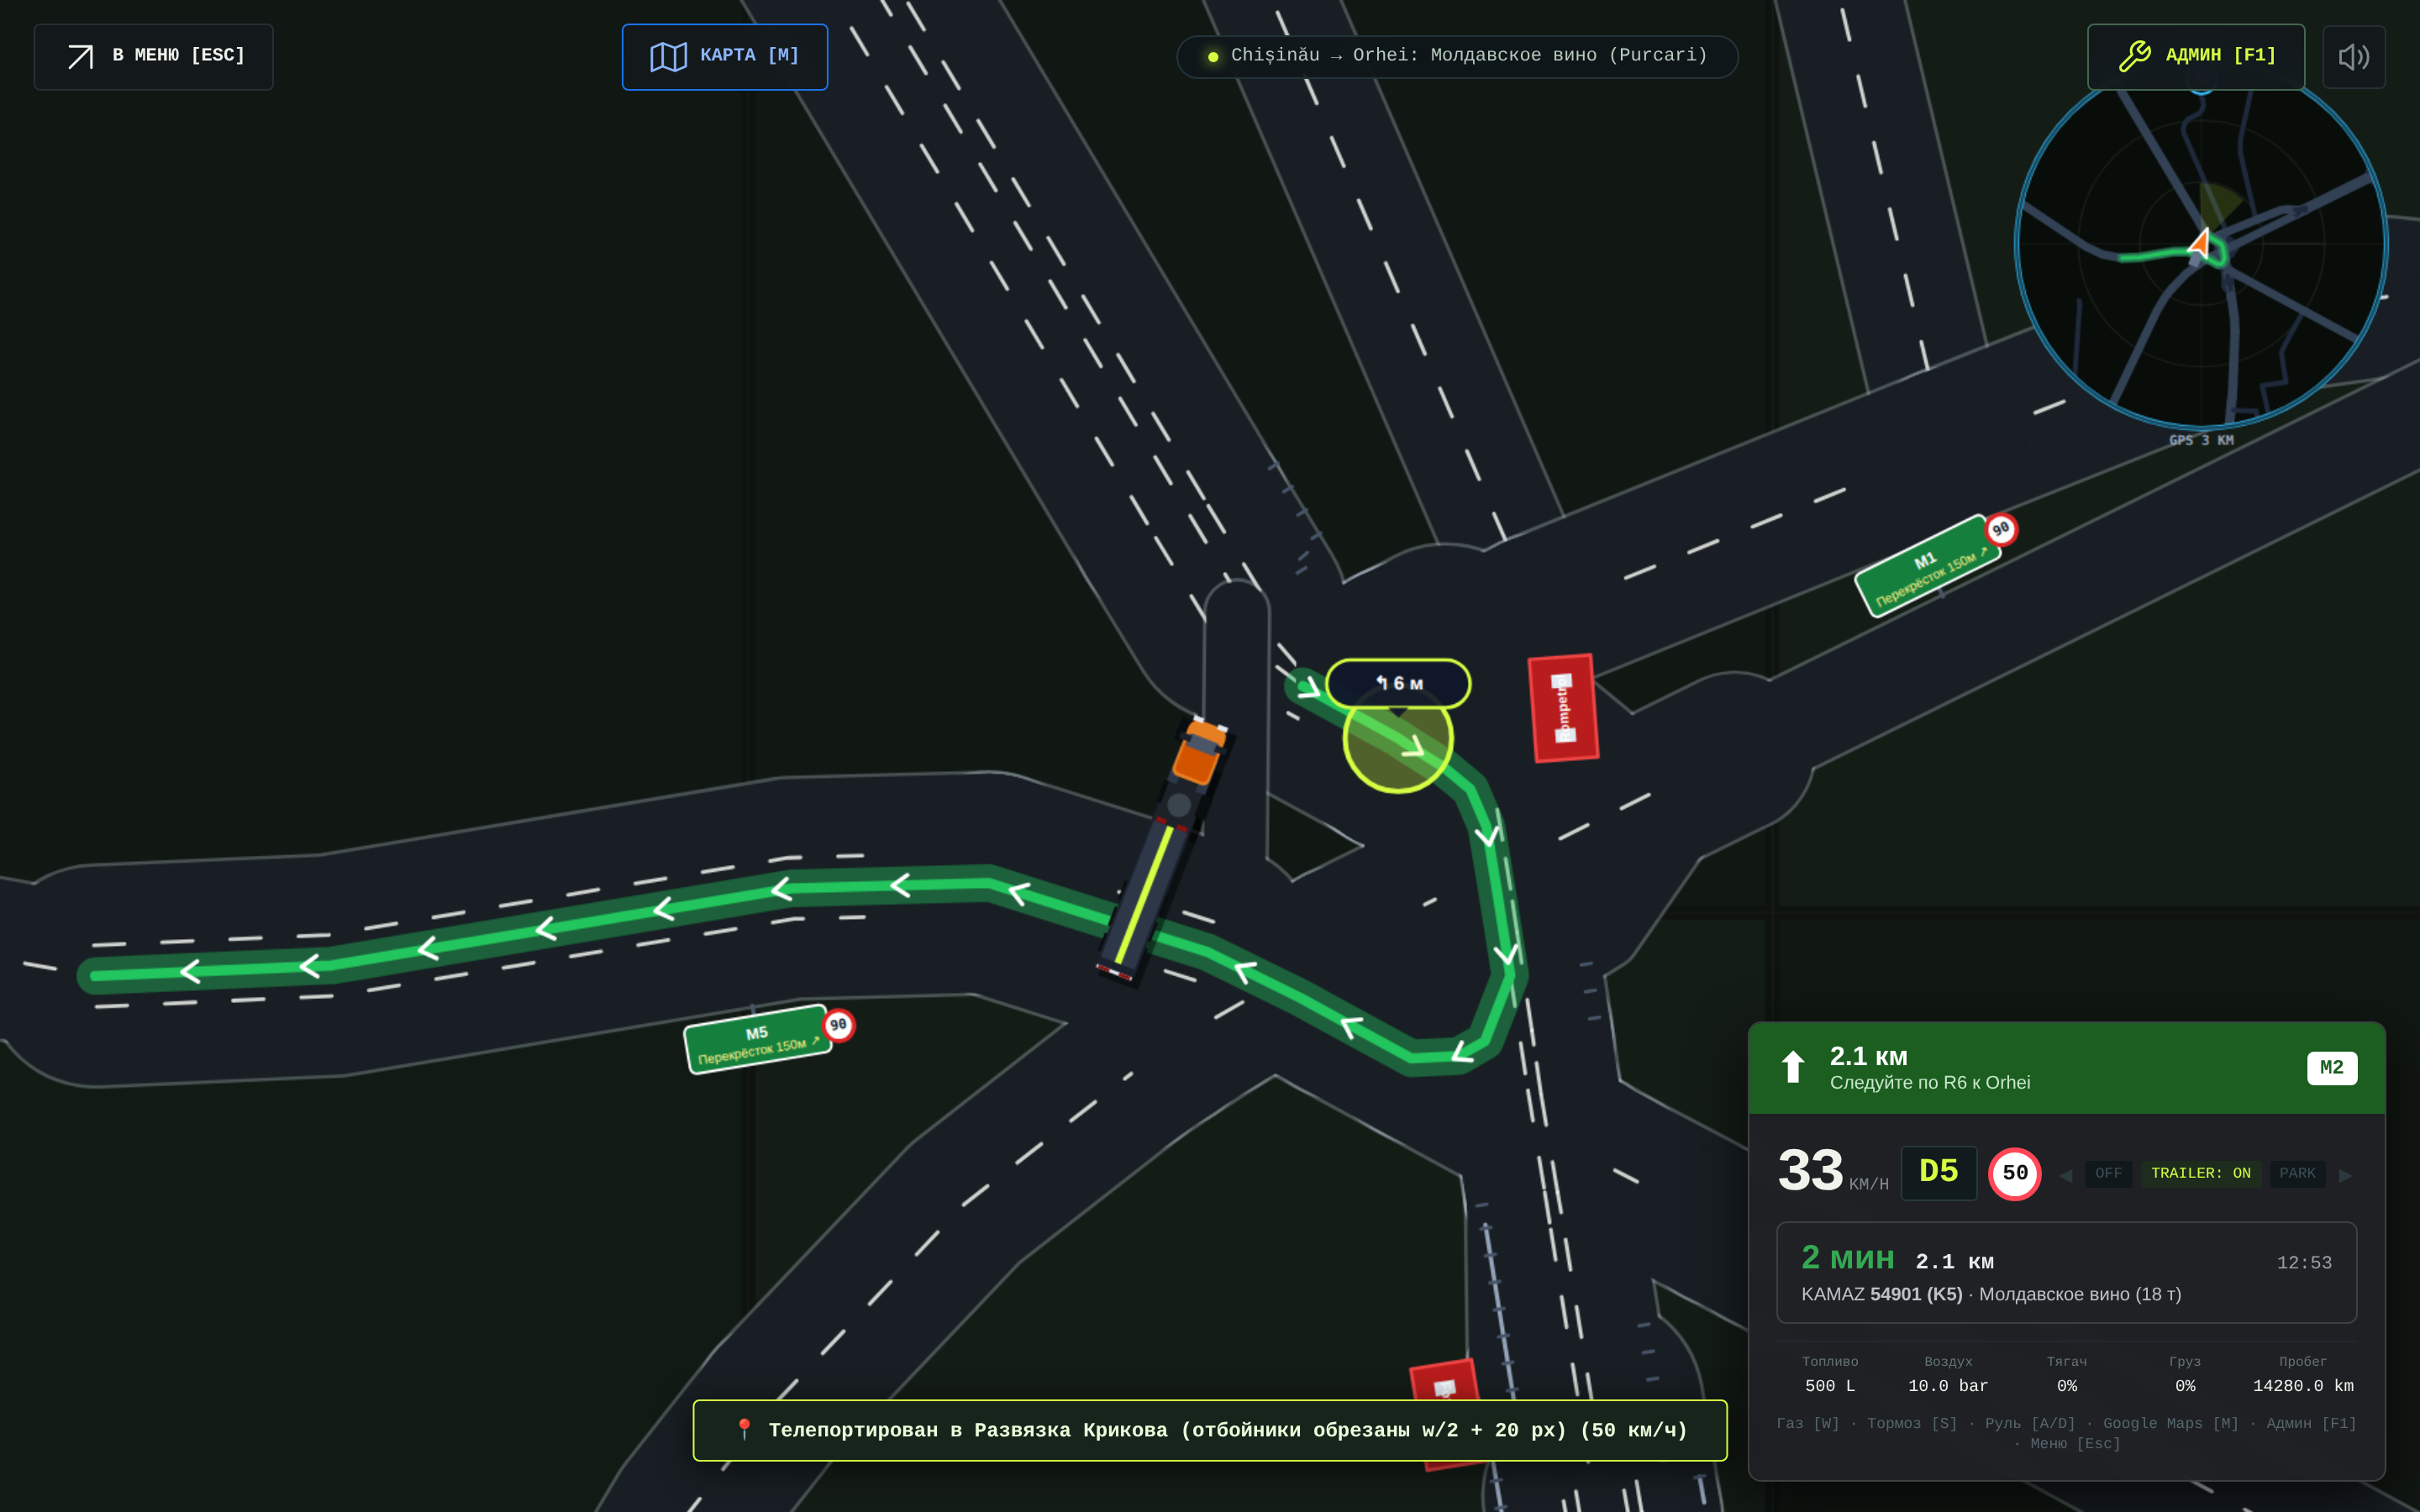 В МЕНЮ [ESC]
КАРТА [M]
Chișinău → Orhei: Молдавское вино (Purcari)
АДМИН [F1]
GPS 3 KM
90
M1
Перекрёсток 150м ↗
↰ 6 м
90
M5
Перекрёсток 150м ↗
2.1 км
Следуйте по R6 к Orhei
M2
33 KM/H
D5
50
◀ OFF TRAILER: ON PARK ▶
2 мин 2.1 км 12:53
KAMAZ 54901 (K5) · Молдавское вино (18 т)
Топливо Воздух Тягач Груз Пробег
500 L 10.0 bar 0% 0% 14280.0 km
Газ [W] · Тормоз [S] · Руль [A/D] · Google Maps [M] · Админ [F1]
· Меню [Esc]
📍 Телепортирован в Развязка Крикова (отбойники обрезаны w/2 + 20 px) (50 км/ч)